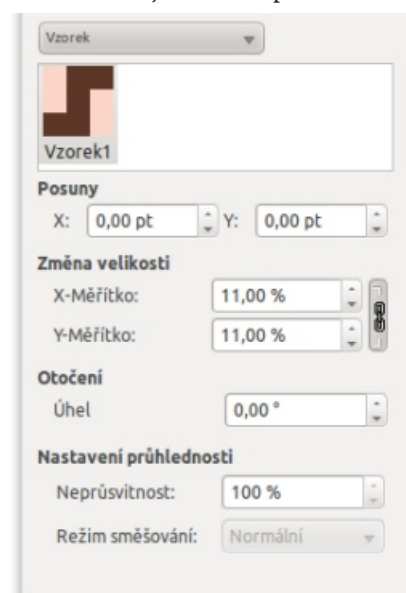 Vzorek
Vzorek1
Posuny
X: 0,00 pt Y: 0,00 pt
Změna velikosti
X-Měřítko: 11,00 %
Y-Měřítko: 11,00 %
Otočení
Úhel 0,00 °
Nastavení průhlednosti
Neprůsvitnost: 100 %
Režim směšování: Normální